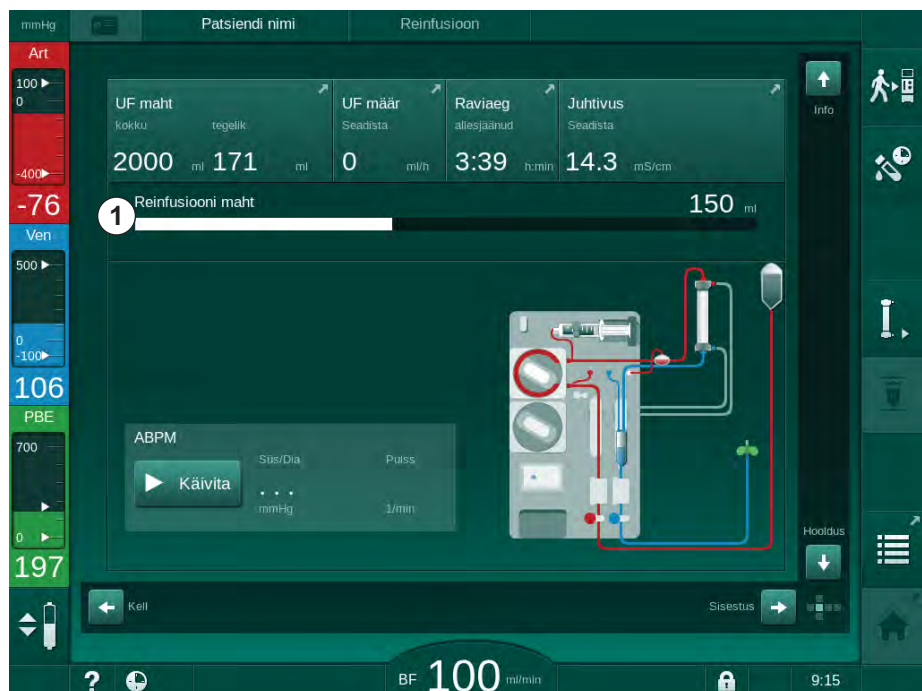 mmHg
Patsiendi nimi
Reinfusioon
Art
100
0
-400
-76
Ven
500
0
-100
106
PBE
700
0
197
UF maht
kokku
tegelik
2000 ml 171 ml
UF määr
Seadista
0 ml/h
Raviaeg
allesjäänud
3:39 h:min
Juhtivus
Seadista
14.3 mS/cm
1
Reinfusiooni maht
150 ml
ABPM
Käivita
Süs/Dia
. . .
mmHg
Puiss
1/min
Info
Hooldus
Kell
Sisestus
?
BF 100 ml/min
9:15